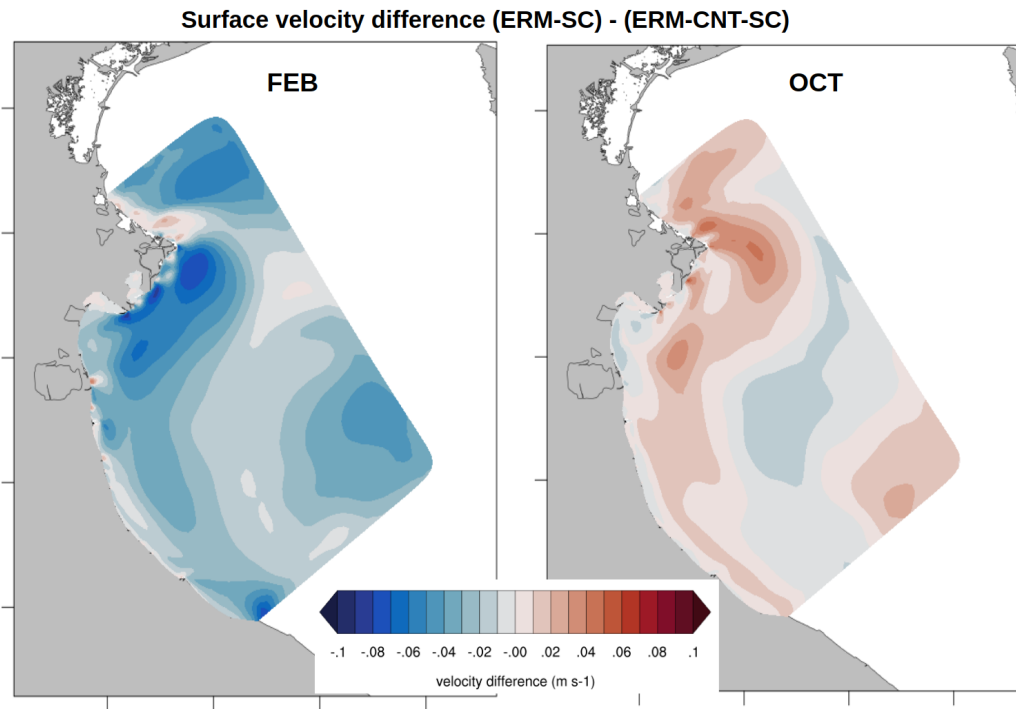 Surface velocity difference (ERM-SC) - (ERM-CNT-SC)
FEB
OCT
-.1 -.08 -.06 -.04 -.02 -.00 .02 .04 .06 .08 .1
velocity difference (m s-1)